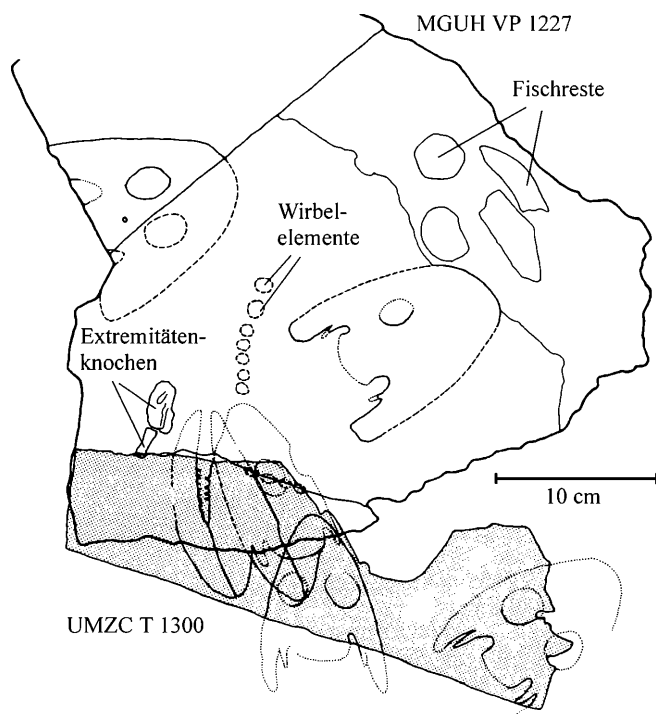 MGUH VP 1227
Fischreste
Wirbel-
elemente
Extremitäten-
knochen
10 cm
UMZC T 1300